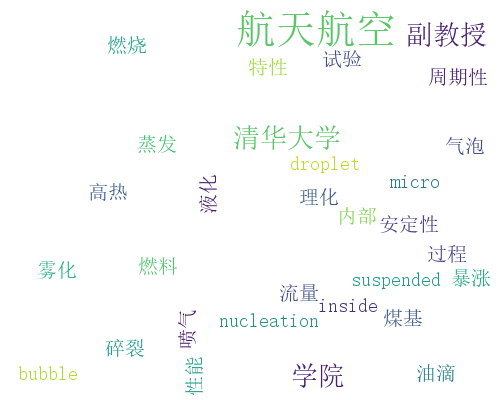 航天航空
副教授
燃烧
特性
试验
周期性
清华大学
蒸发
气泡
droplet
micro
高热
液化
理化
内部
安定性
过程
雾化
燃料
suspended
暴涨
流量
inside
喷气
nucleation
煤基
碎裂
bubble
性能
学院
油滴